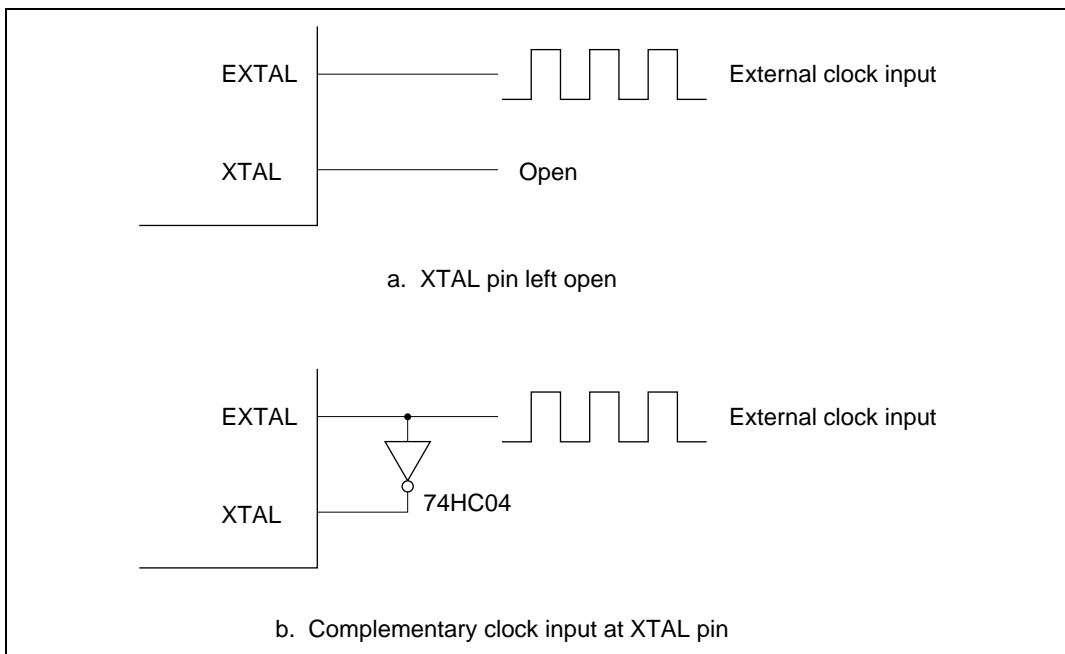 EXTAL
External clock input
XTAL
Open
a. XTAL pin left open
EXTAL
External clock input
74HC04
XTAL
b. Complementary clock input at XTAL pin